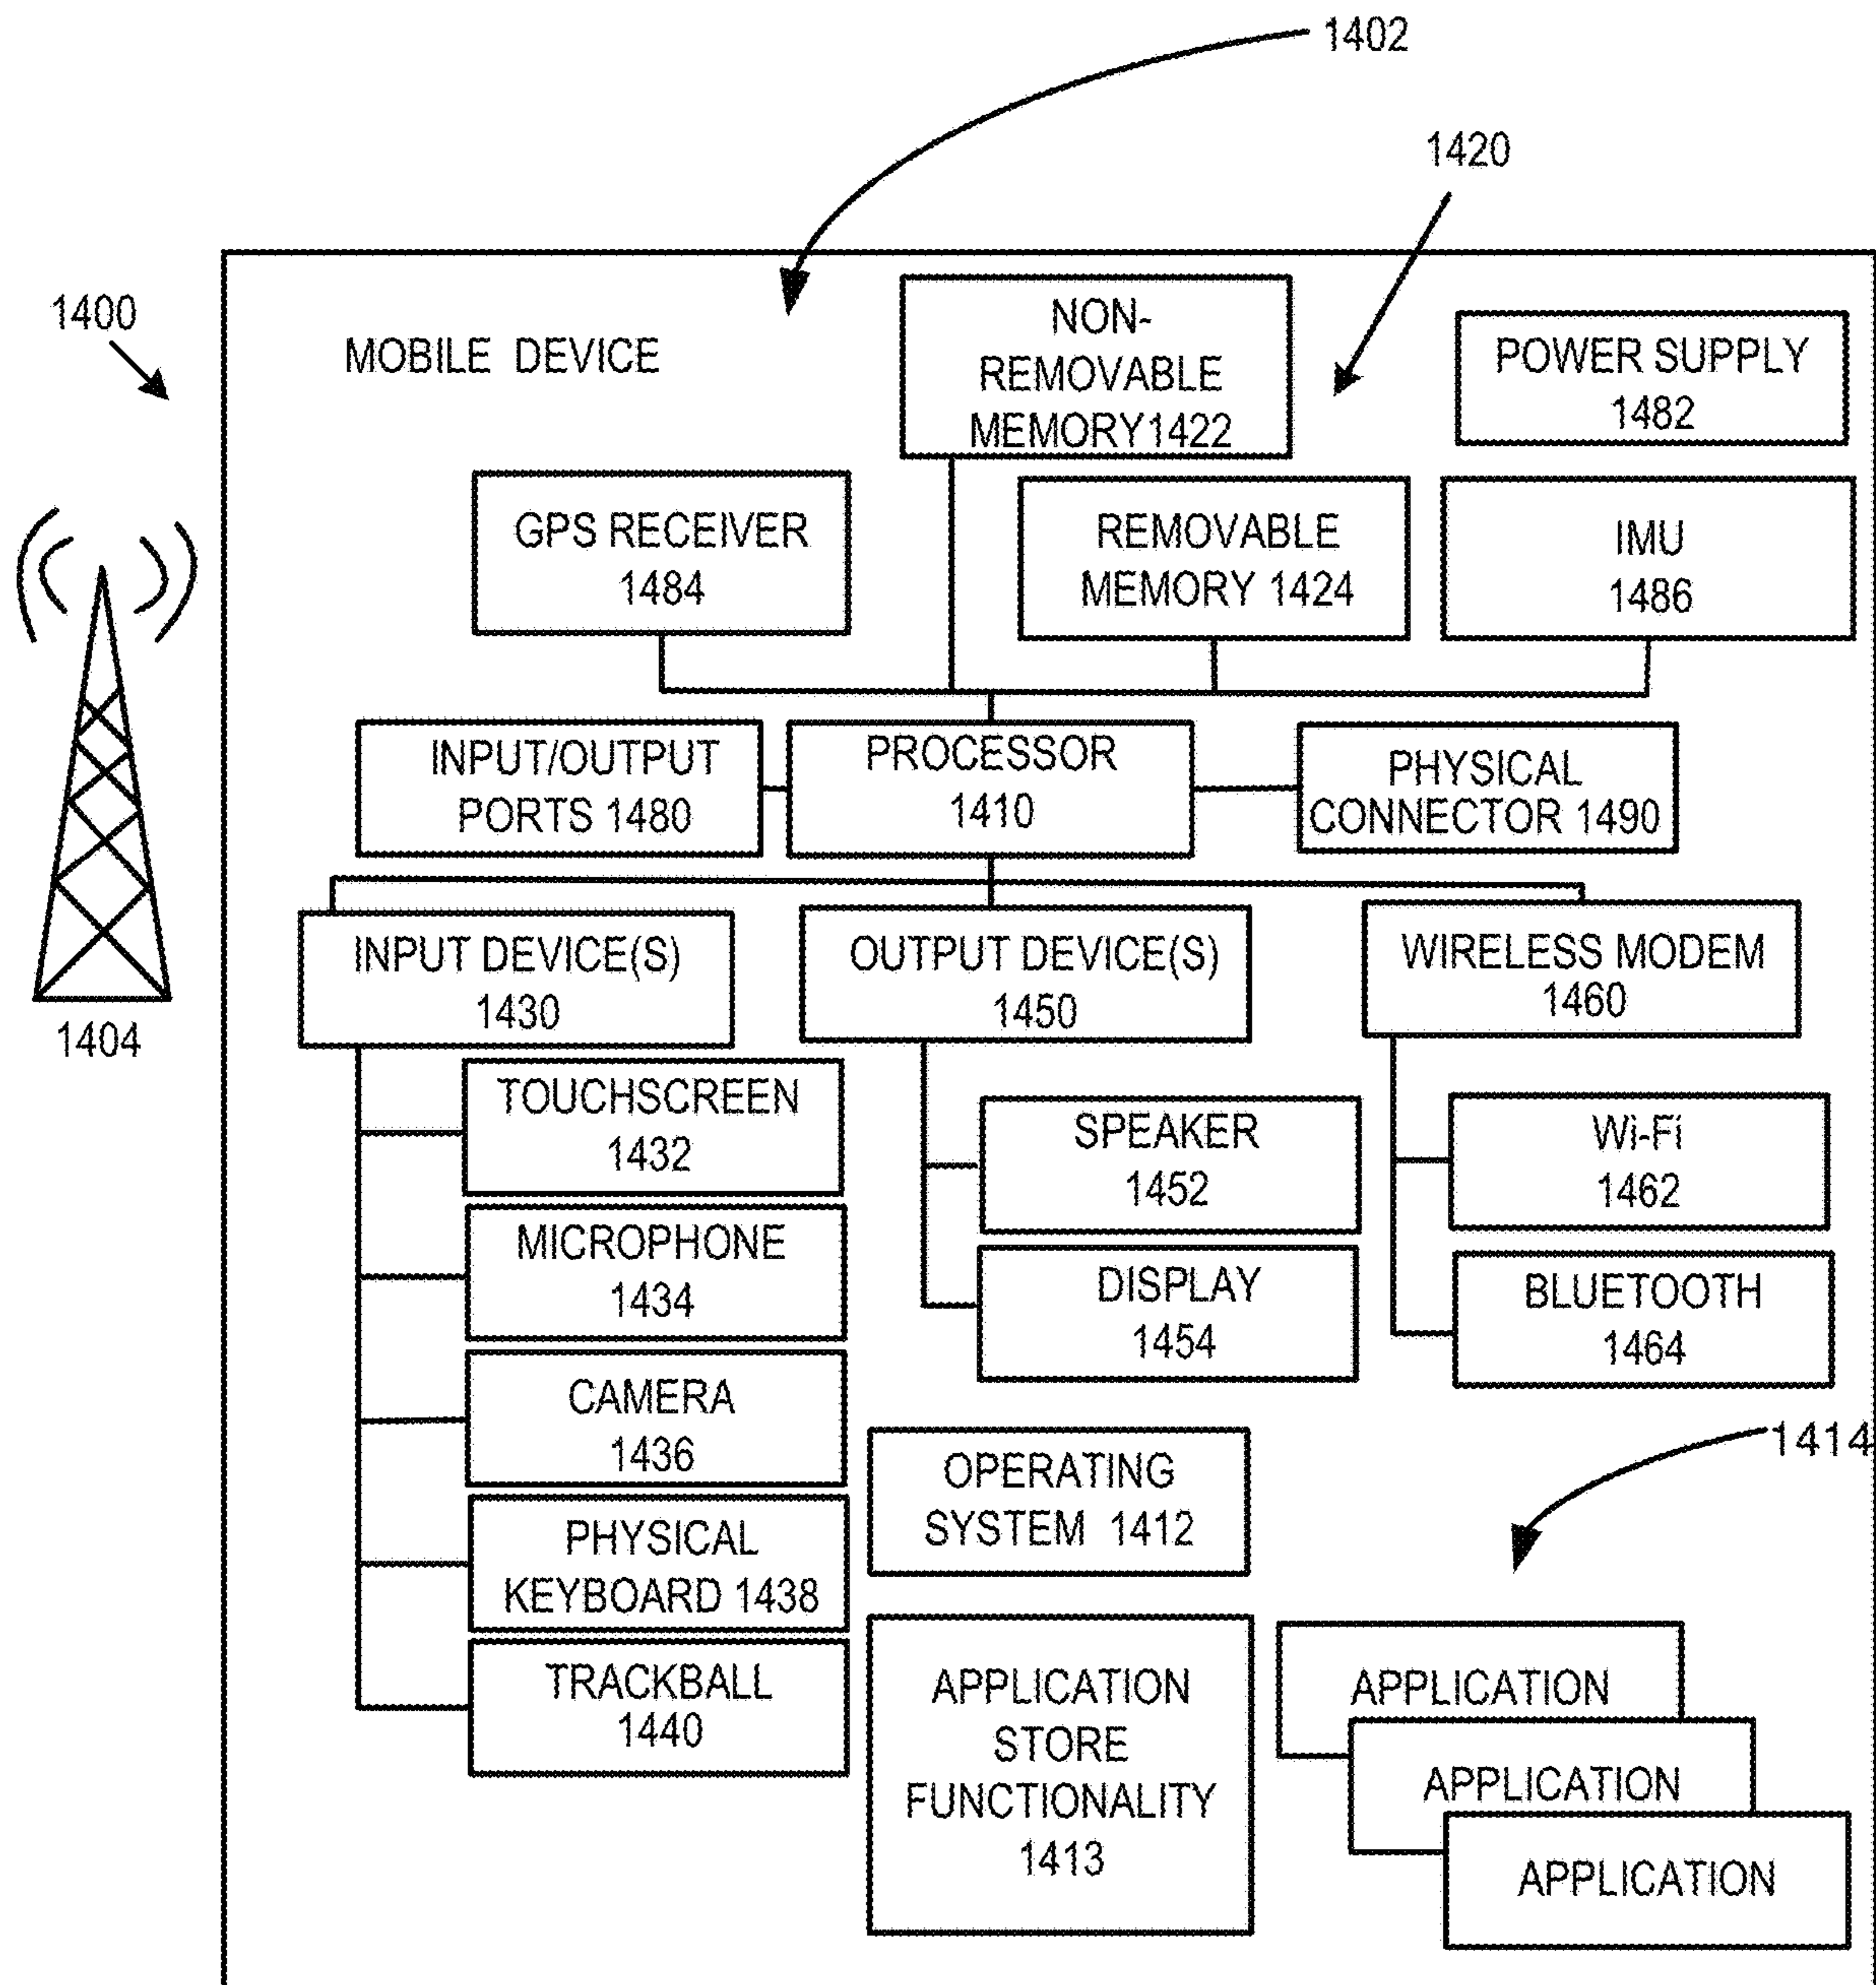 1402
1420
1400
MOBILE DEVICE
NON-
REMOVABLE
MEMORY1422
POWER SUPPLY
1482
GPS RECEIVER
1484
REMOVABLE
MEMORY 1424
IMU
1486
INPUT/OUTPUT
PORTS 1480
PROCESSOR
1410
PHYSICAL
CONNECTOR 1490
1404
INPUT DEVICE(S)
1430
OUTPUT DEVICE(S)
1450
WIRELESS MODEM
1460
TOUCHSCREEN
1432
MICROPHONE
1434
CAMERA
1436
PHYSICAL
KEYBOARD 1438
TRACKBALL
1440
SPEAKER
1452
DISPLAY
1454
Wi-Fi
1462
BLUETOOTH
1464
OPERATING
SYSTEM 1412
APPLICATION
STORE
FUNCTIONALITY
1413
1414
APPLICATION
APPLICATION
APPLICATION